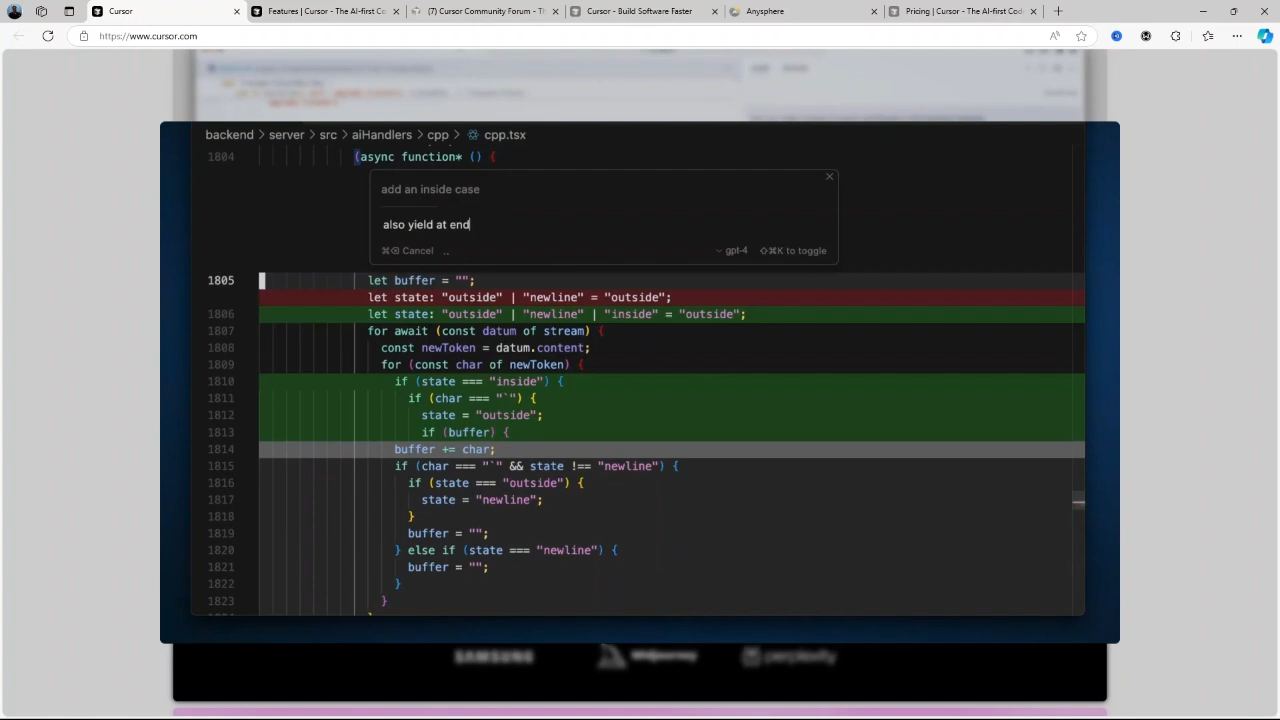 Cursor
Features | Cursor - The AI-first Co
(7) Cursor Community Forum - Th
Cursor - Build Software Faster
Anysphere
Pricing | Cursor - The AI-first Cod
https://www.cursor.com
backend > server > src > aiHandlers > cpp > cpp.tsx
1804 (async function* () {
add an inside case
also yield at end
⌘⌫ Cancel ..
gpt-4 ⇧⌘K to toggle
1805 let buffer = "";
let state: "outside" | "newline" = "outside";
1806 let state: "outside" | "newline" | "inside" = "outside";
1807 for await (const datum of stream) {
1808 const newToken = datum.content;
1809 for (const char of newToken) {
1810 if (state === "inside") {
1811 if (char === "`") {
1812 state = "outside";
1813 if (buffer) {
1814 buffer += char;
1815 if (char === "`" && state !== "newline") {
1816 if (state === "outside") {
1817 state = "newline";
1818 }
1819 buffer = "";
1820 } else if (state === "newline") {
1821 buffer = "";
1822 }
1823 }
SAMSUNG
Midjourney
perplexity